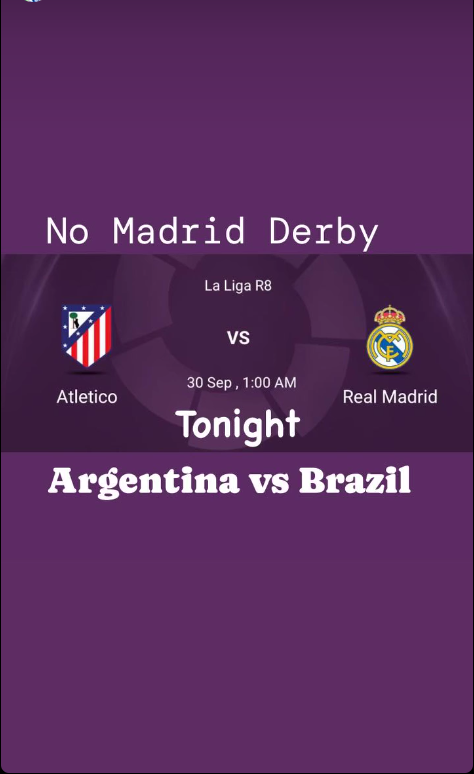 No Madrid Derby
La Liga R8
VS
30 Sep , 1:00 AM
Atletico
Real Madrid
Tonight
Argentina vs Brazil